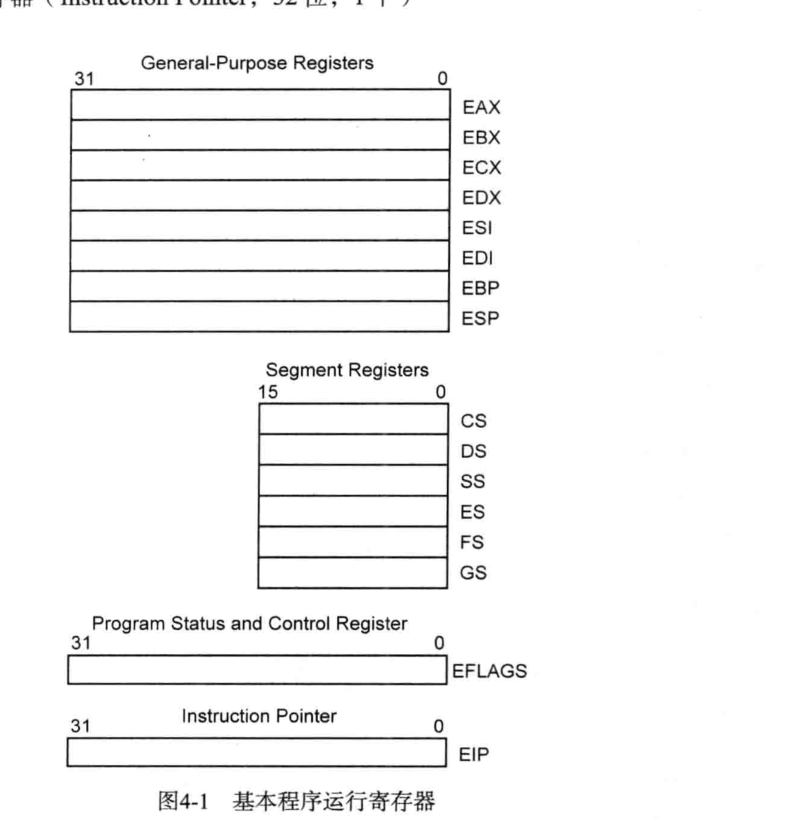 (Instruction Pointer, 32 位, 1 个)
General-Purpose Registers
31 0
EAX
EBX
ECX
EDX
ESI
EDI
EBP
ESP
Segment Registers
15 0
CS
DS
SS
ES
FS
GS
Program Status and Control Register
31 0
EFLAGS
Instruction Pointer
31 0
EIP
图4-1 基本程序运行寄存器